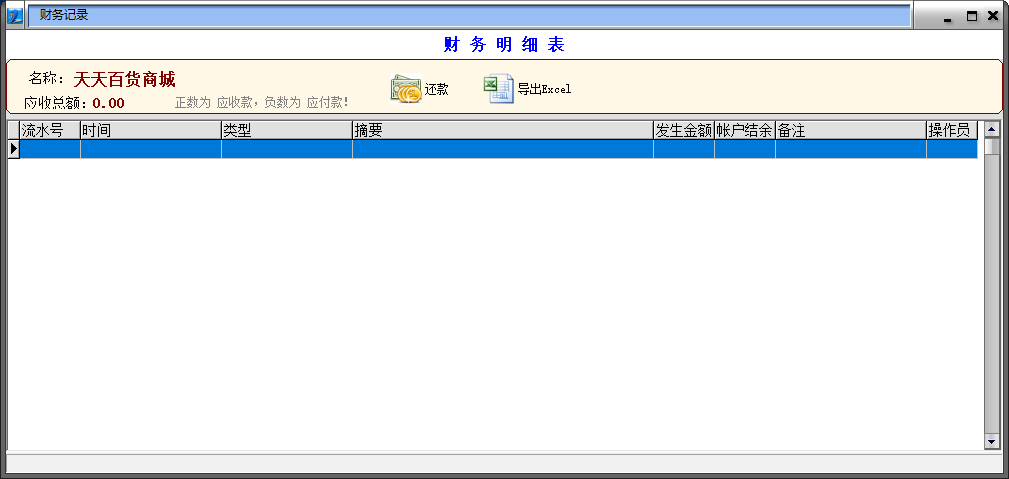 财务记录
财 务 明 细 表
名称：天天百货商城
应收总额：0.00 正数为 应收款，负数为 应付款！
还款 导出Excel
流水号 时间 类型 摘要 发生金额 帐户结余 备注 操作员